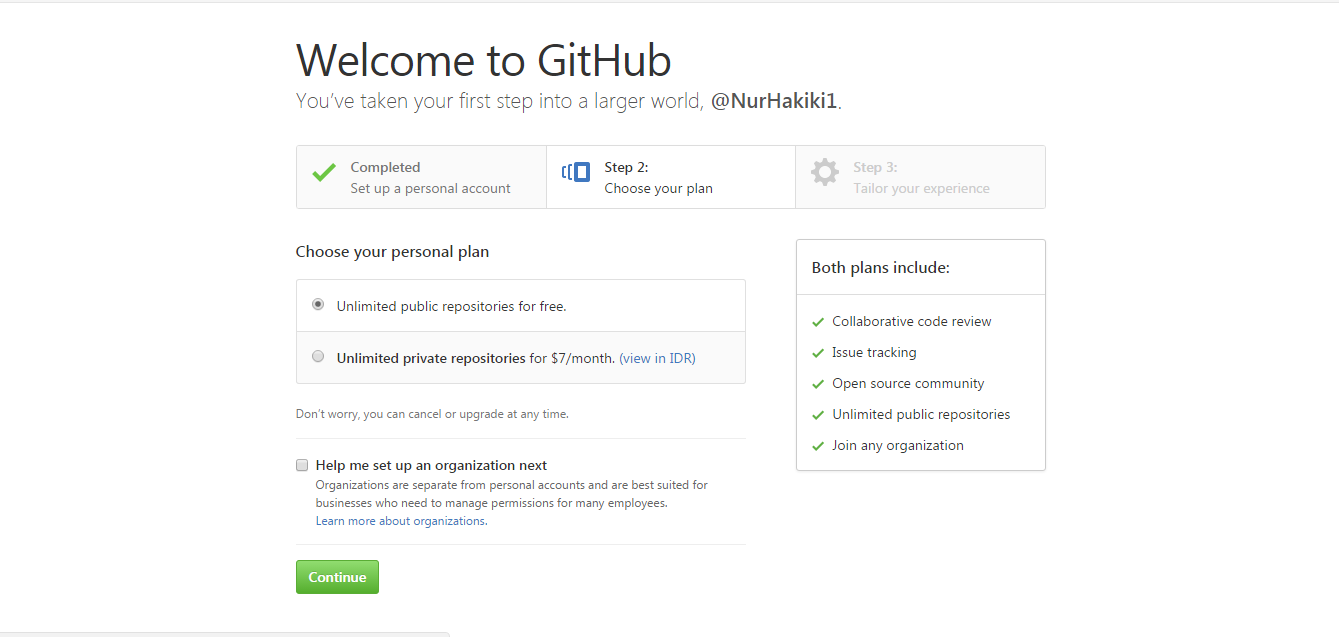 Welcome to GitHub
You’ve taken your first step into a larger world, @NurHakiki1.
Completed
Set up a personal account
Step 2:
Choose your plan
Step 3:
Tailor your experience
Choose your personal plan
Unlimited public repositories for free.
Unlimited private repositories for $7/month. (view in IDR)
Don’t worry, you can cancel or upgrade at any time.
Help me set up an organization next
Organizations are separate from personal accounts and are best suited for
businesses who need to manage permissions for many employees.
Learn more about organizations.
Continue
Both plans include:
Collaborative code review
Issue tracking
Open source community
Unlimited public repositories
Join any organization